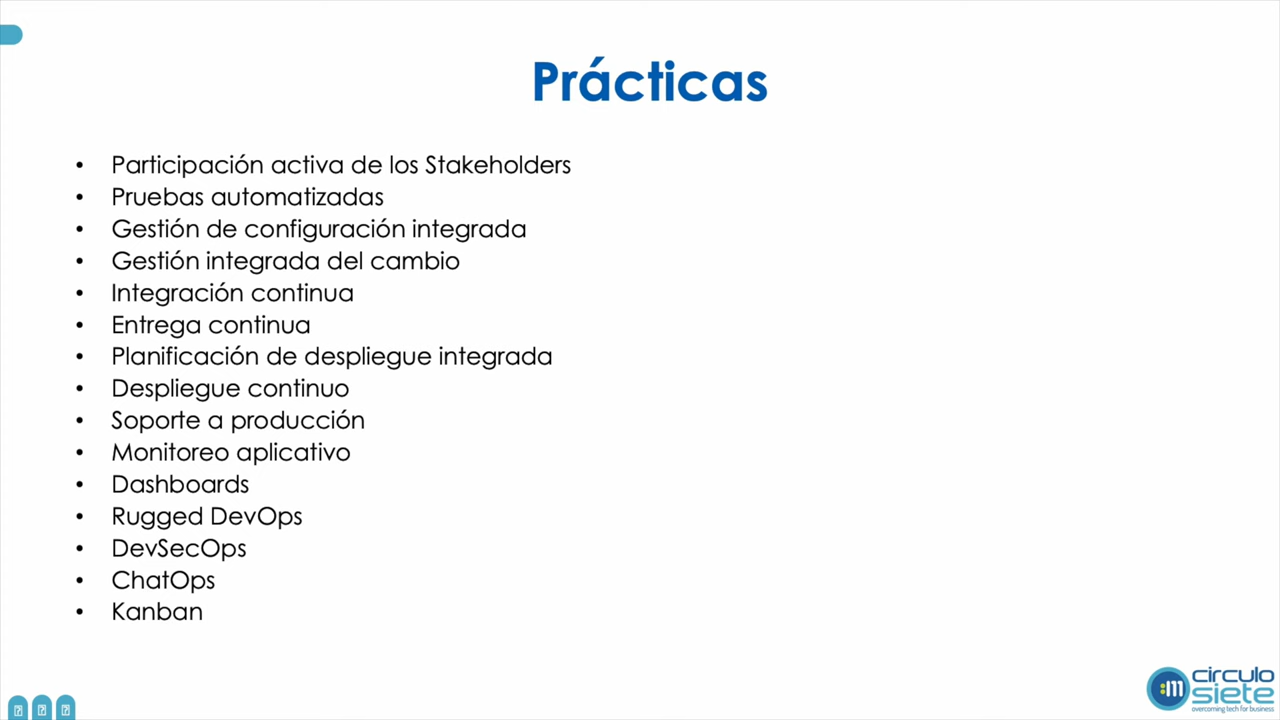 Prácticas
• Participación activa de los Stakeholders
• Pruebas automatizadas
• Gestión de configuración integrada
• Gestión integrada del cambio
• Integración continua
• Entrega continua
• Planificación de despliegue integrada
• Despliegue continuo
• Soporte a producción
• Monitoreo aplicativo
• Dashboards
• Rugged DevOps
• DevSecOps
• ChatOps
• Kanban
:m circulo
siete
overcoming tech for business